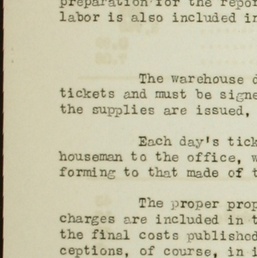 preparation for the repor
labor is also included in
The warehouse d
tickets and must be signe
the supplies are issued,
Each day's tick
houseman to the office, w
forming to that made of t
The proper prop
charges are included in t
the final costs published
ceptions, of course, in i